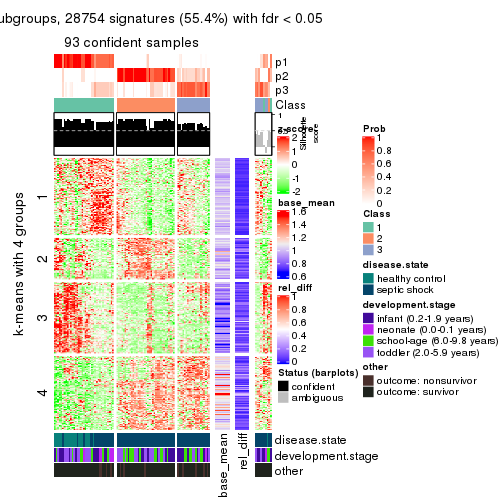 ubgroups, 28754 signatures (55.4%) with fdr < 0.05
93 confident samples
p1
p2
p3
Class
1
0
Silhouette
score
k-means with 4 groups
1
2
3
4
z-score
2
1
0
-1
-2
base_mean
1.6
1.4
1.2
1
0.8
0.6
rel_diff
1
0.8
0.6
0.4
0.2
0
Status (barplots)
confident
ambiguous
Prob
1
0.8
0.6
0.4
0.2
0
Class
1
2
3
disease.state
healthy control
septic shock
development.stage
infant (0.2-1.9 years)
neonate (0.0-0.1 years)
school-age (6.0-9.8 years)
toddler (2.0-5.9 years)
other
outcome: nonsurvivor
outcome: survivor
disease.state
development.stage
other
base_mean
rel_diff